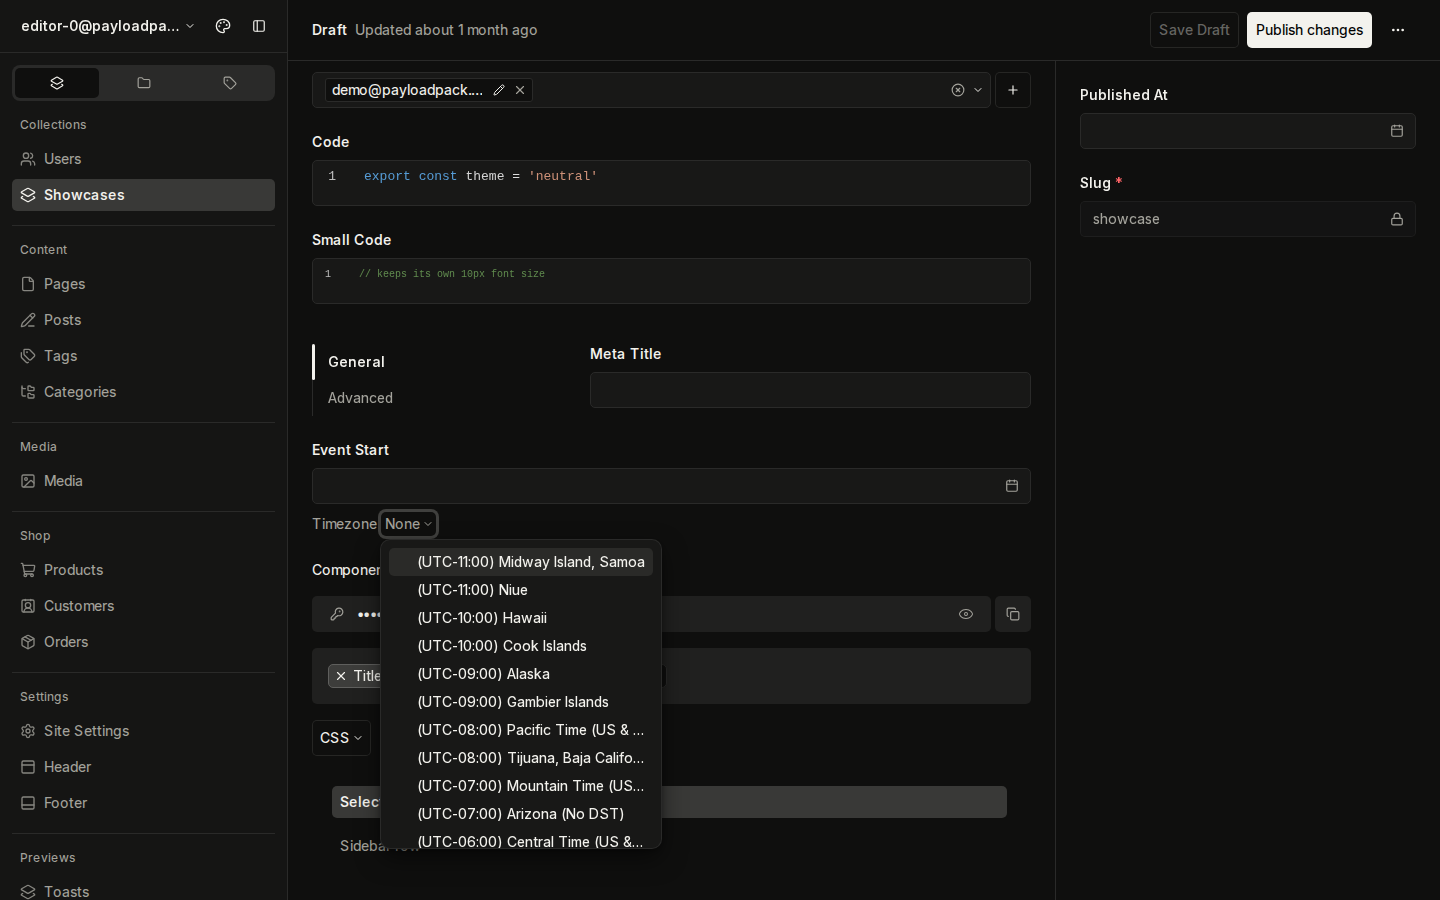 editor-0@payloadpa...
Draft Updated about 1 month ago
Save Draft
Publish changes
Collections
Users
Showcases
Content
Pages
Posts
Tags
Categories
Media
Media
Shop
Products
Customers
Orders
Settings
Site Settings
Header
Footer
Previews
Toasts
demo@payloadpack....
Code
1 export const theme = 'neutral'
Small Code
1 // keeps its own 10px font size
General
Advanced
Meta Title
Event Start
Timezone None
(UTC-11:00) Midway Island, Samoa
(UTC-11:00) Niue
(UTC-10:00) Hawaii
(UTC-10:00) Cook Islands
(UTC-09:00) Alaska
(UTC-09:00) Gambier Islands
(UTC-08:00) Pacific Time (US & ...
(UTC-08:00) Tijuana, Baja Califo...
(UTC-07:00) Mountain Time (US...
(UTC-07:00) Arizona (No DST)
(UTC-06:00) Central Time (US &...
Title
CSS
Published At
Slug *
showcase